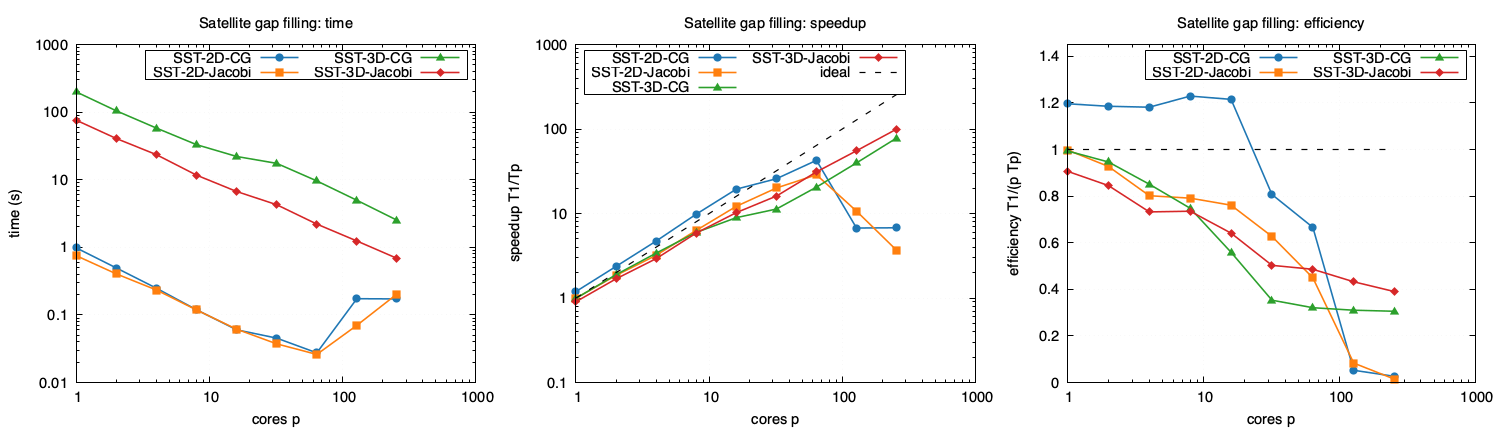 Satellite gap filling: time
1000
100
10
1
0.1
0.01
time (s)
SST-2D-CG
SST-2D-Jacobi
SST-3D-CG
SST-3D-Jacobi
1
10
100
1000
cores p
Satellite gap filling: speedup
1000
100
10
1
0.1
speedup T1/Tp
SST-2D-CG
SST-2D-Jacobi
SST-3D-CG
SST-3D-Jacobi
ideal
1
10
100
1000
cores p
Satellite gap filling: efficiency
1.4
1.2
1
0.8
0.6
0.4
0.2
0
efficiency T1/(p Tp)
SST-2D-CG
SST-2D-Jacobi
SST-3D-CG
SST-3D-Jacobi
1
10
100
1000
cores p